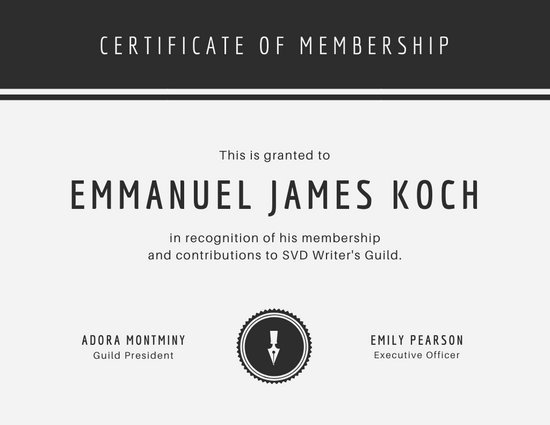 CERTIFICATE OF MEMBERSHIP
This is granted to
EMMANUEL JAMES KOCH
in recognition of his membership
and contributions to SVD Writer's Guild.
ADORA MONTMINY
Guild President
EMILY PEARSON
Executive Officer